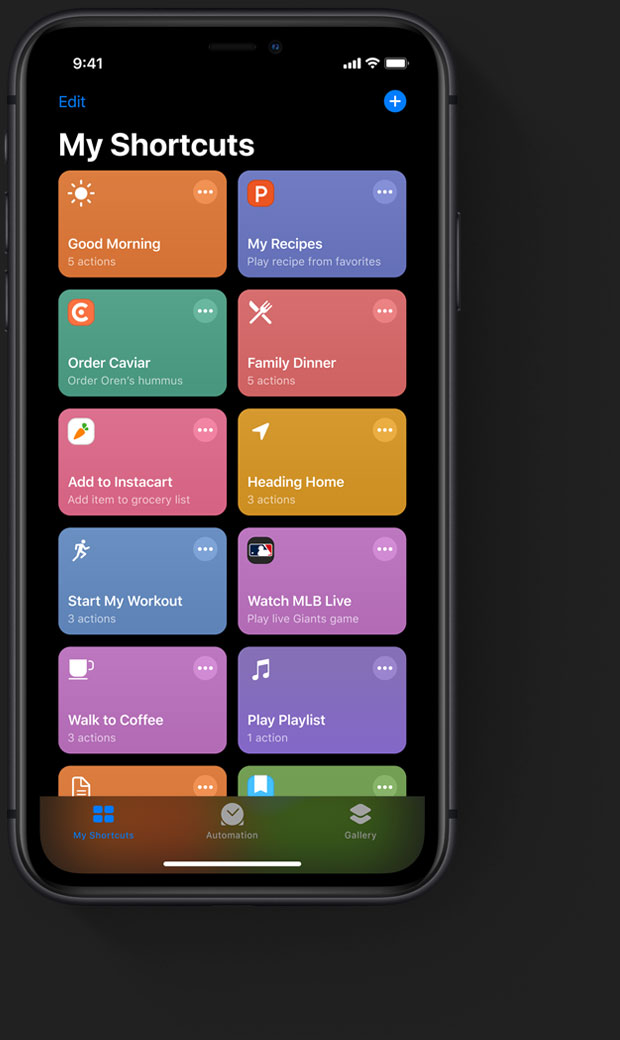 9:41
Edit
My Shortcuts
Good Morning
5 actions
My Recipes
Play recipe from favorites
Order Caviar
Order Oren's hummus
Family Dinner
5 actions
Add to Instacart
Add item to grocery list
Heading Home
3 actions
Start My Workout
3 actions
Watch MLB Live
Play live Giants game
Walk to Coffee
3 actions
Play Playlist
1 action
My Shortcuts
Automation
Gallery